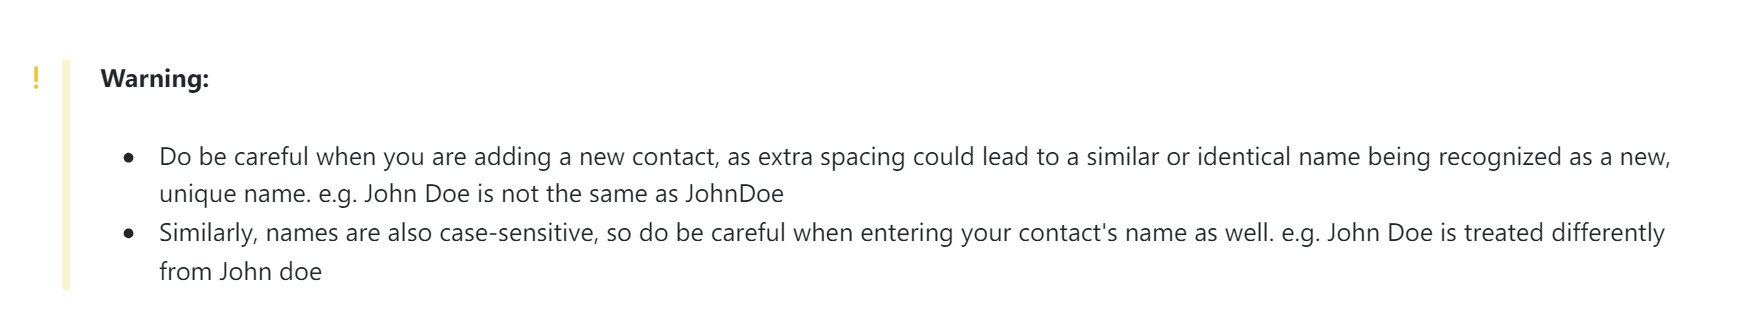 Warning:
Do be careful when you are adding a new contact, as extra spacing could lead to a similar or identical name being recognized as a new,
unique name. e.g. John Doe is not the same as JohnDoe
Similarly, names are also case-sensitive, so do be careful when entering your contact's name as well. e.g. John Doe is treated differently
from John doe